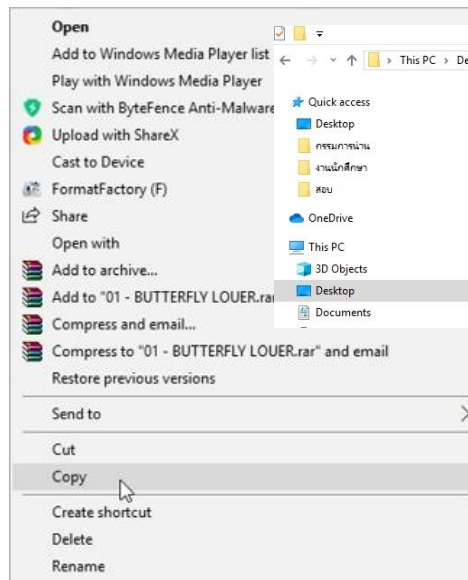 Open
Add to Windows Media Player list
Play with Windows Media Player
Scan with ByteFence Anti-Malware
Upload with ShareX
Cast to Device
FormatFactory (F)
Share
Open with
Add to archive...
Add to "01 - BUTTERFLY LOUER.rar
Compress and email...
Compress to "01 - BUTTERFLY LOUER.rar" and email
Restore previous versions
Send to
Cut
Copy
Create shortcut
Delete
Rename
This PC > De
Quick access
Desktop
กรรมการน่าน
งานนักศึกษา
สอบ
OneDrive
This PC
3D Objects
Desktop
Documents